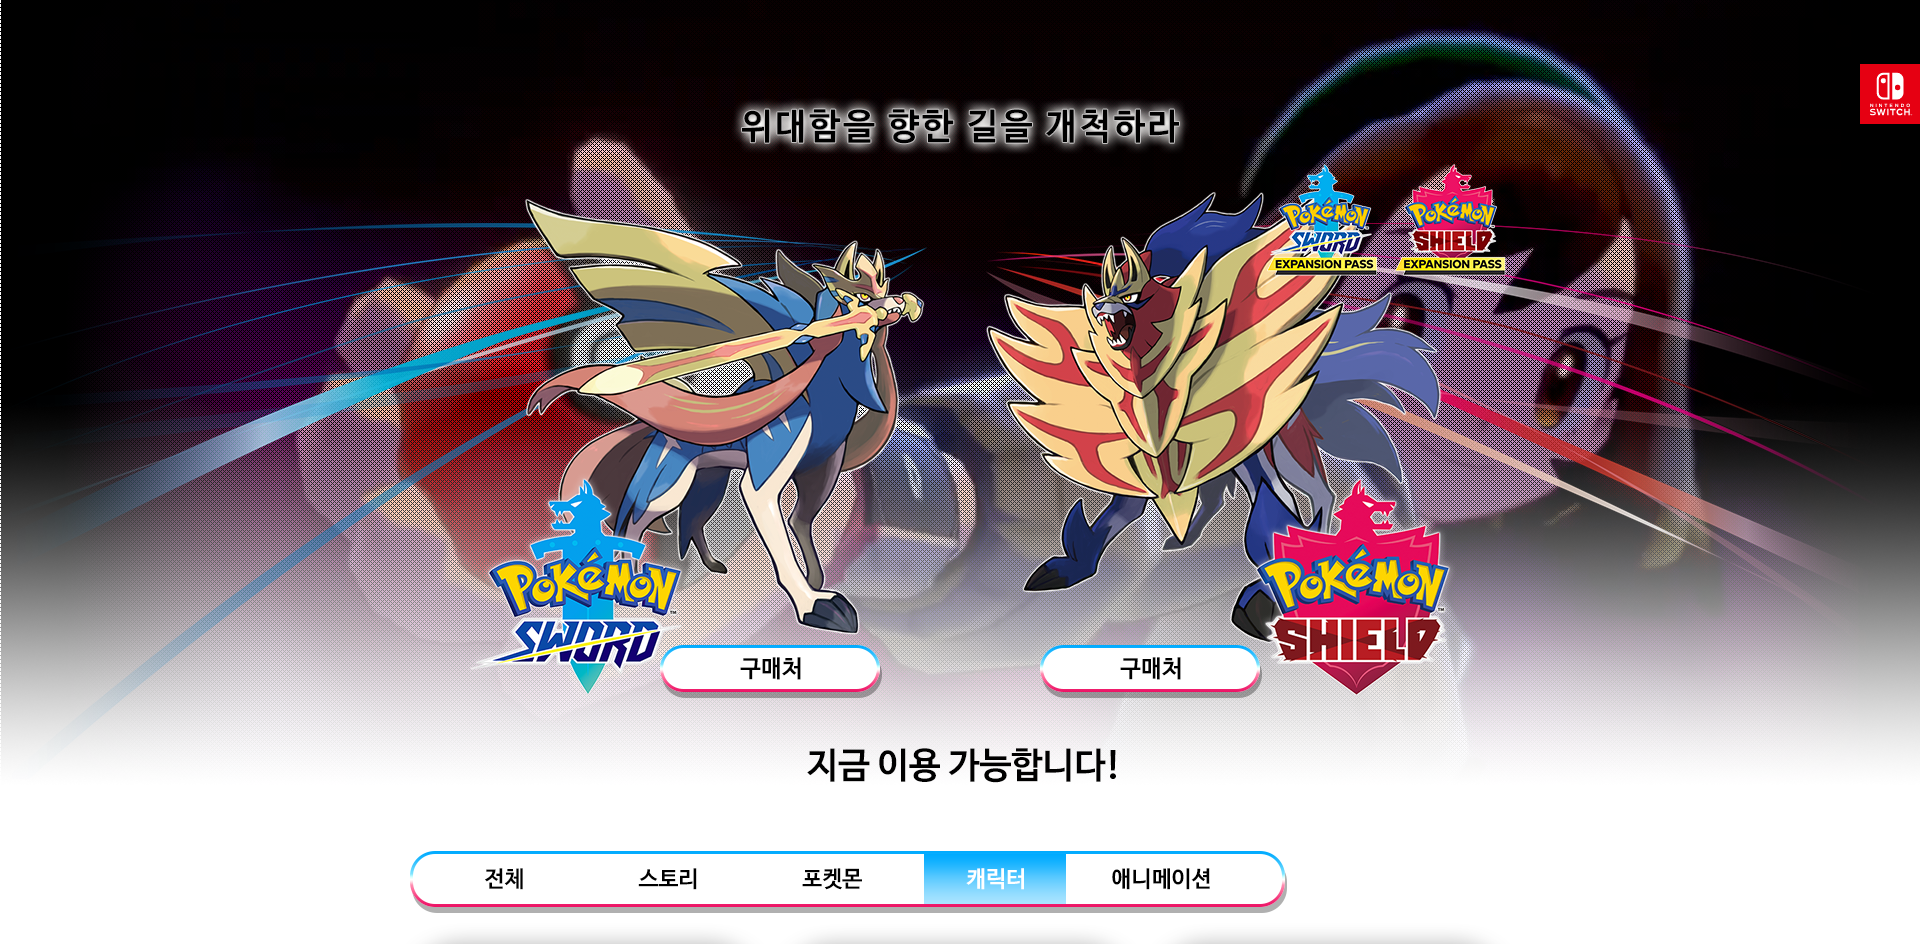 NINTENDO
SWITCH
위대함을 향한 길을 개척하라
POKéMON
SWORD
EXPANSION PASS
POKéMON
SHIELD
EXPANSION PASS
POKéMON
SWORD
구매처
구매처
POKéMON
SHIELD
지금 이용 가능합니다!
전체 스토리 포켓몬 캐릭터 애니메이션